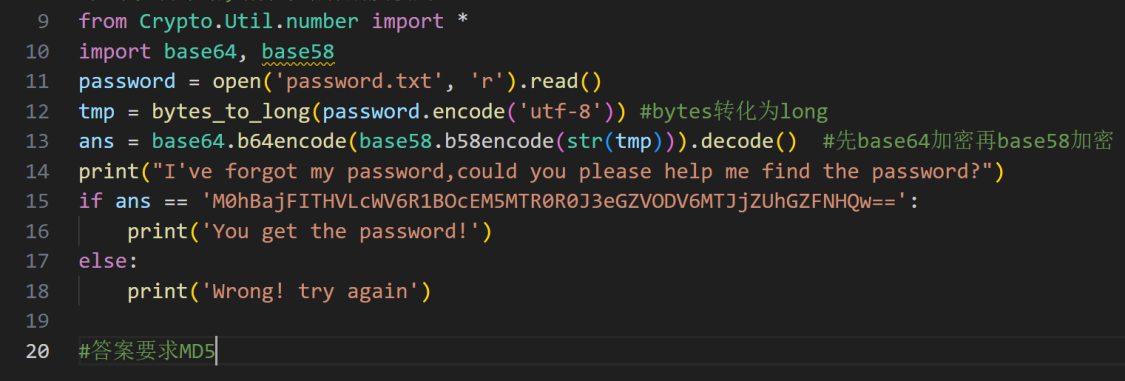 9 from Crypto.Util.number import *
10 import base64, base58
11 password = open('password.txt', 'r').read()
12 tmp = bytes_to_long(password.encode('utf-8')) #bytes转化为long
13 ans = base64.b64encode(base58.b58encode(str(tmp))).decode() #先base64加密再base58加密
14 print("I've forgot my password,could you please help me find the password?")
15 if ans == 'M0hBajFITHVLcWV6R1BOcEM5MTR0R0J3eGZVODV6MTJjZUhGZFNHQw==':
16 print('You get the password!')
17 else:
18 print('Wrong! try again')
19
20 #答案要求MD5